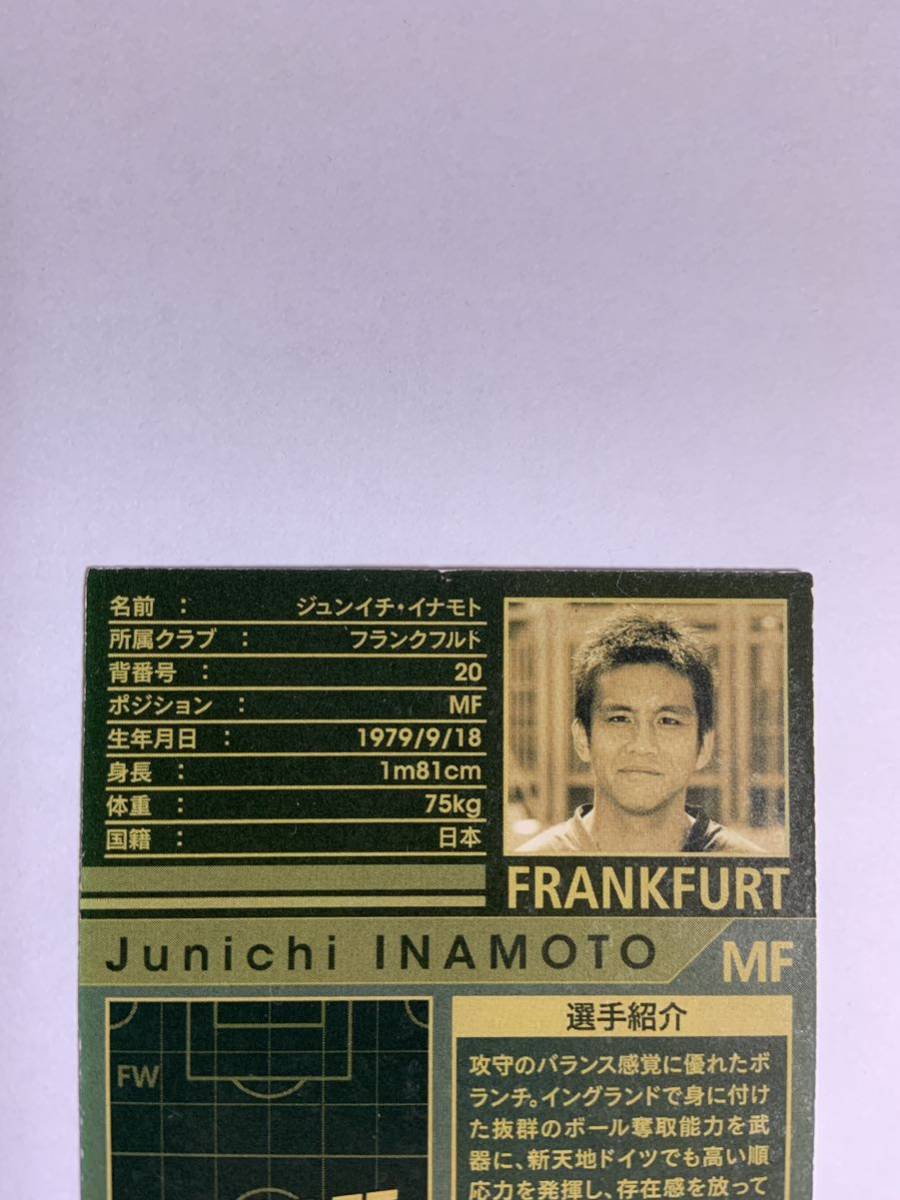 名前 : ジュンイチ・イナモト
所属クラブ : フランクフルド
背番号 : 20
ポジション : MF
生年月日 : 1979/9/18
身長 : 1m81cm
体重 : 75kg
国籍 : 日本
FRANKFURT
Junichi INAMOTO
MF
FW
選手紹介
攻守のバランス感覚に優れたボ
ランチ。イングランドで身に付け
た抜群のボール奪取能力を武
器に、新天地ドイツでも高い順
応力を発揮し、存在感を放って